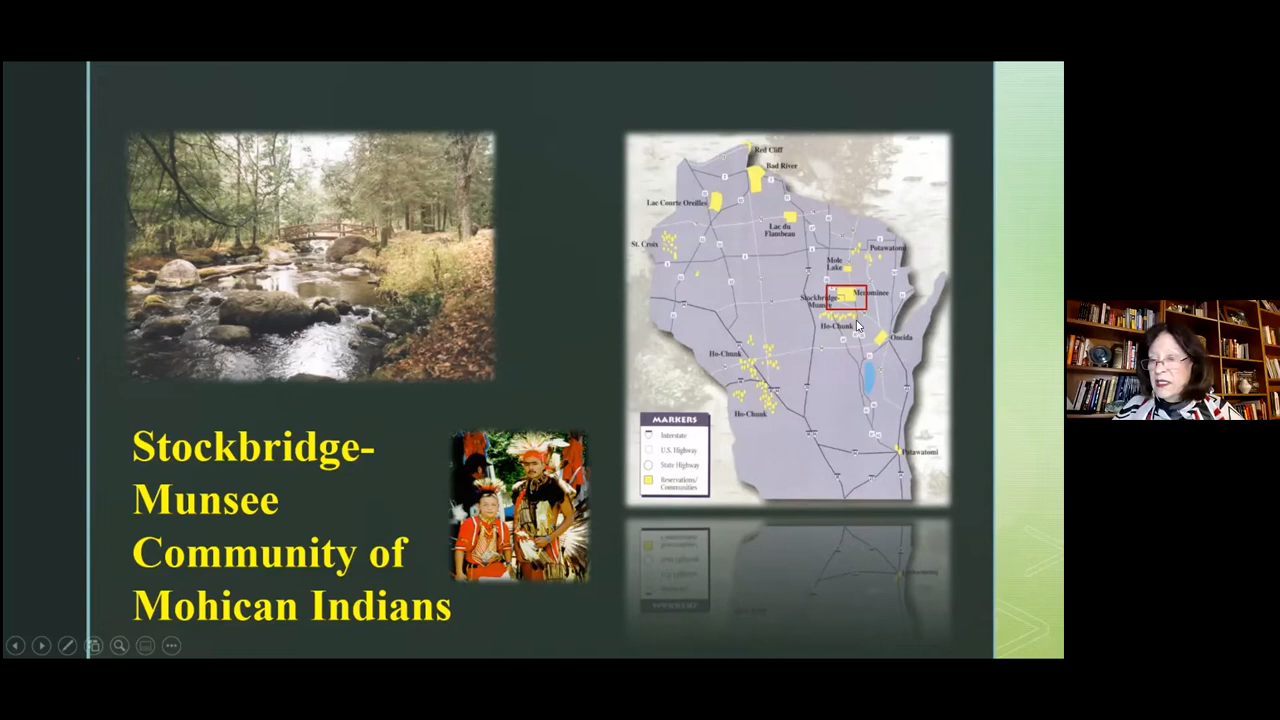 Stockbridge-
Munsee
Community of
Mohican Indians
Red Cliff
Bad River
Lac Courte Oreilles
Lac du
Flambeau
St. Croix
Potawatomi
Mole
Lake
Menominee
Stockbridge-
Munsee
Ho-Chunk
Oneida
Ho-Chunk
Ho-Chunk
Potawatomi
MARKERS
Interstate
U.S. Highway
State Highway
Reservations/
Communities